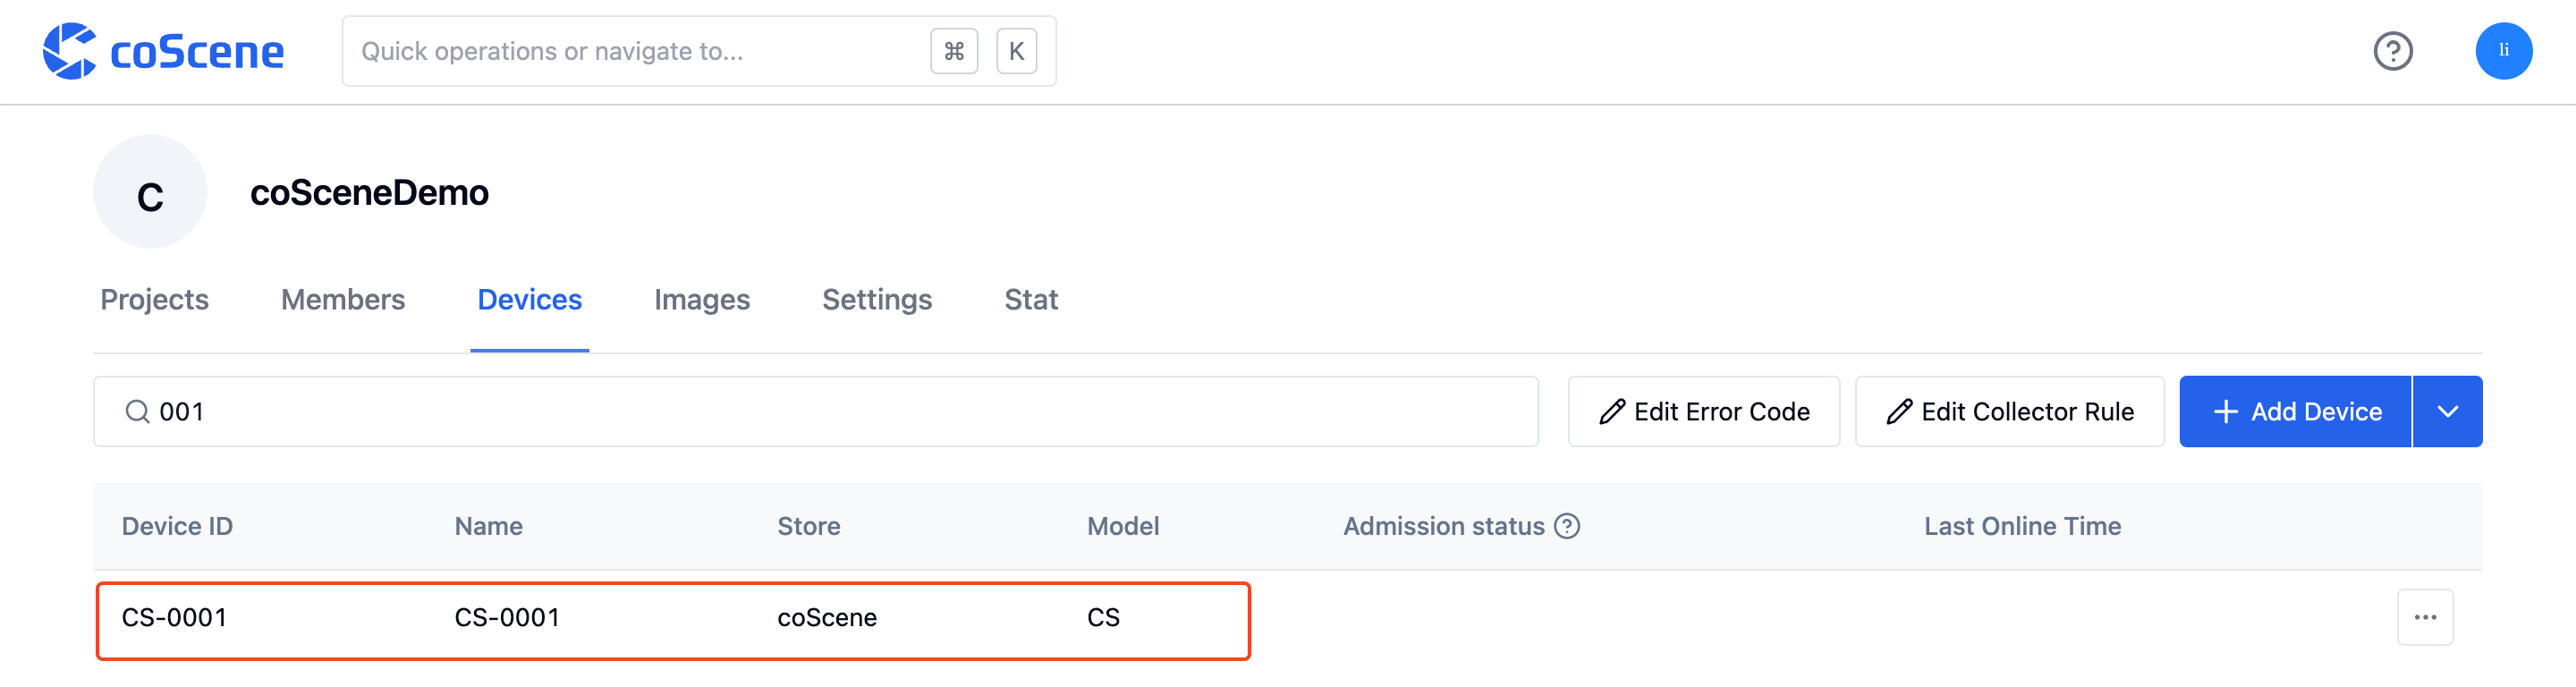 coScene
Quick operations or navigate to... ⌘ K
li
C
coSceneDemo
Projects Members Devices Images Settings Stat
001
Edit Error Code Edit Collector Rule + Add Device
Device ID Name Store Model Admission status Last Online Time
CS-0001 CS-0001 coScene CS